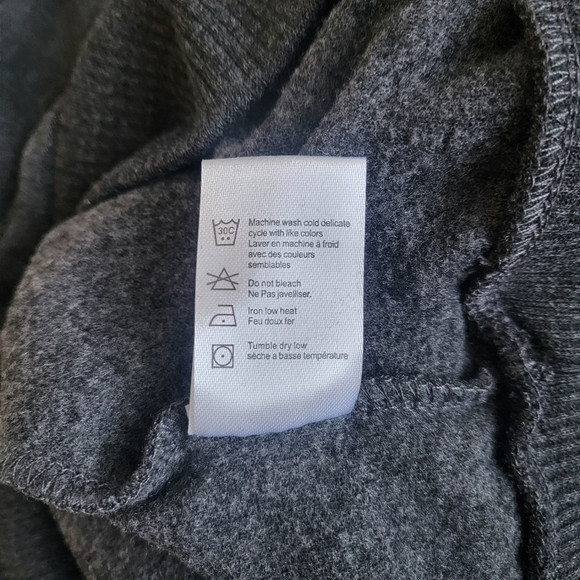 30C
Machine wash cold delicate
cycle with like colors
Laver en machine à froid
avec des couleurs
semblables
Do not bleach
Ne Pas javelliser.
Iron low heat
Feu doux fer
Tumble dry low
sèche a basse température